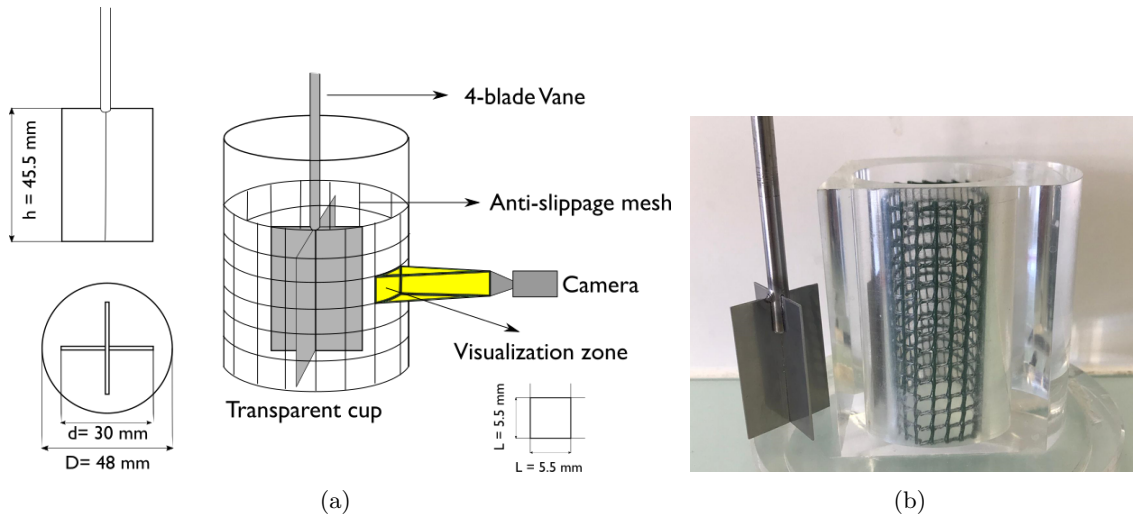 h = 45.5 mm
d= 30 mm
D= 48 mm
4-blade Vane
Anti-slippage mesh
Camera
Visualization zone
Transparent cup
L = 5.5 mm
L = 5.5 mm
(a)
(b)